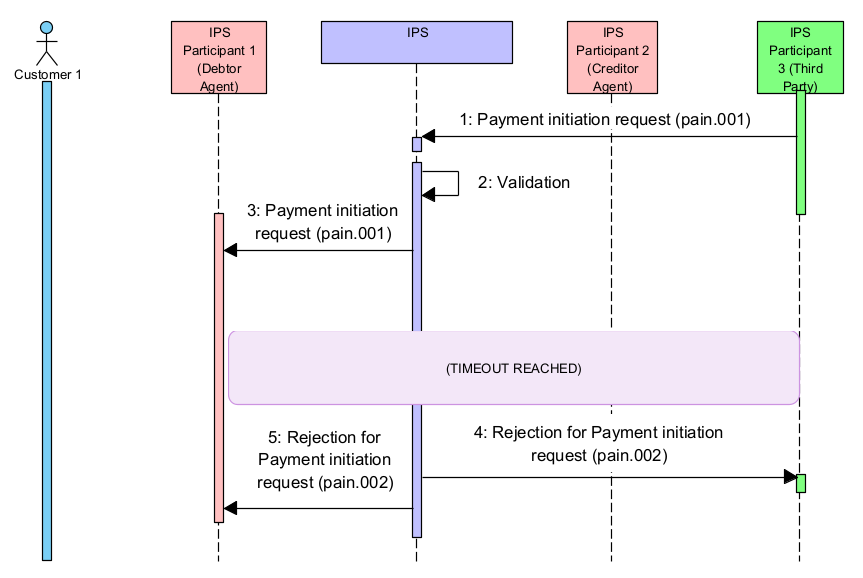 Customer 1
IPS
Participant 1
(Debtor
Agent)
IPS
IPS
Participant 2
(Creditor
Agent)
IPS
Participant
3 (Third
Party)
1: Payment initiation request (pain.001)
2: Validation
3: Payment initiation
request (pain.001)
(TIMEOUT REACHED)
4: Rejection for Payment initiation
request (pain.002)
5: Rejection for
Payment initiation
request (pain.002)